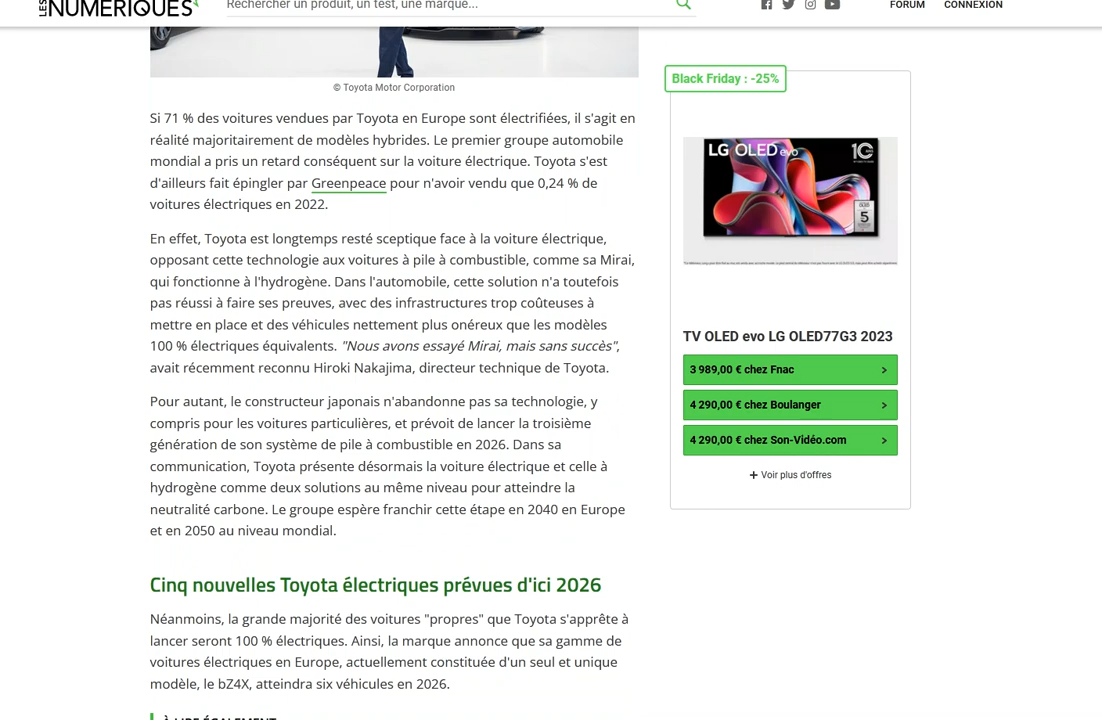 LES NUMERIQUES
Rechercher un produit, un test, une marque...
FORUM
CONNEXION
© Toyota Motor Corporation
Si 71 % des voitures vendues par Toyota en Europe sont électrifiées, il s'agit en
réalité majoritairement de modèles hybrides. Le premier groupe automobile
mondial a pris un retard conséquent sur la voiture électrique. Toyota s'est
d'ailleurs fait épingler par Greenpeace pour n'avoir vendu que 0,24 % de
voitures électriques en 2022.
En effet, Toyota est longtemps resté sceptique face à la voiture électrique,
opposant cette technologie aux voitures à pile à combustible, comme sa Mirai,
qui fonctionne à l'hydrogène. Dans l'automobile, cette solution n'a toutefois
pas réussi à faire ses preuves, avec des infrastructures trop coûteuses à
mettre en place et des véhicules nettement plus onéreux que les modèles
100 % électriques équivalents. "Nous avons essayé Mirai, mais sans succès",
avait récemment reconnu Hiroki Nakajima, directeur technique de Toyota.
Pour autant, le constructeur japonais n'abandonne pas sa technologie, y
compris pour les voitures particulières, et prévoit de lancer la troisième
génération de son système de pile à combustible en 2026. Dans sa
communication, Toyota présente désormais la voiture électrique et celle à
hydrogène comme deux solutions au même niveau pour atteindre la
neutralité carbone. Le groupe espère franchir cette étape en 2040 en Europe
et en 2050 au niveau mondial.
Cinq nouvelles Toyota électriques prévues d'ici 2026
Néanmoins, la grande majorité des voitures "propres" que Toyota s'apprête à
lancer seront 100 % électriques. Ainsi, la marque annonce que sa gamme de
voitures électriques en Europe, actuellement constituée d'un seul et unique
modèle, le bZ4X, atteindra six véhicules en 2026.
À LIRE ÉGALEMENT
Black Friday : -25%
LG OLED evo
10
5
TV OLED evo LG OLED77G3 2023
3 989,00 € chez Fnac
4 290,00 € chez Boulanger
4 290,00 € chez Son-Vidéo.com
+ Voir plus d'offres